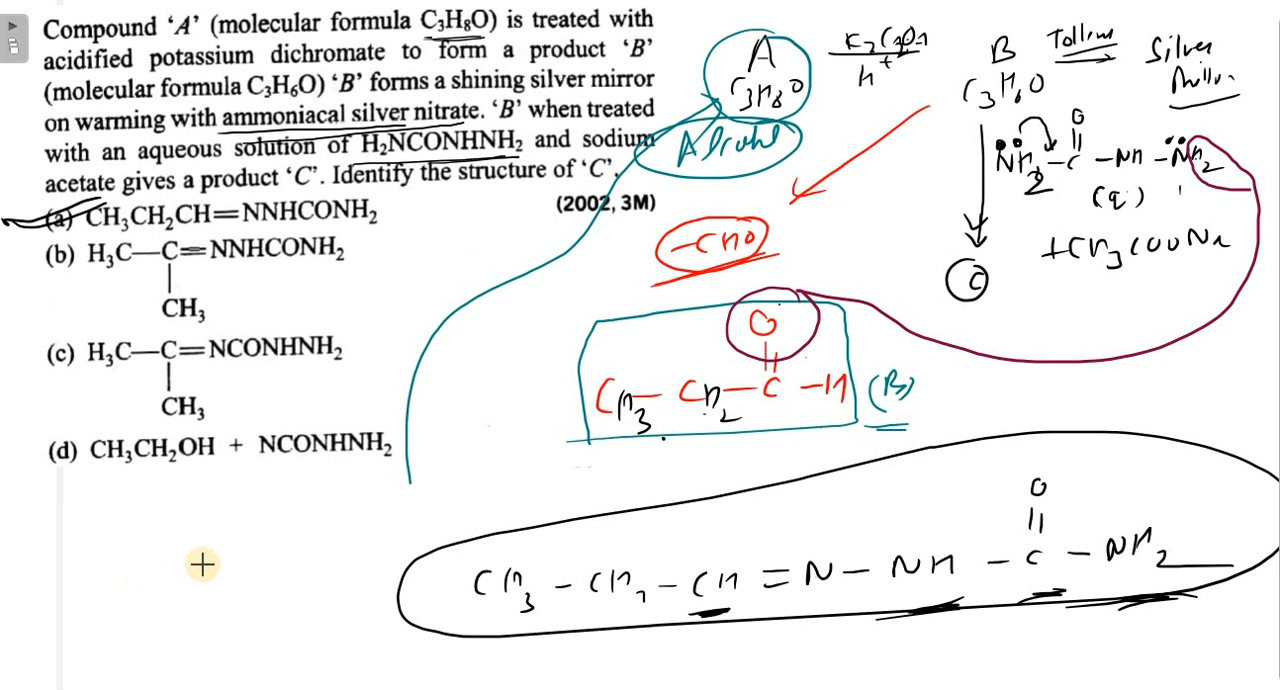 Compound ‘A’ (molecular formula C₃H₈O) is treated with
acidified potassium dichromate to form a product ‘B’
(molecular formula C₃H₆O) ‘B’ forms a shining silver mirror
on warming with ammoniacal silver nitrate. ‘B’ when treated
with an aqueous solution of H₂NCONHNH₂ and sodium
acetate gives a product ‘C’. Identify the structure of ‘C’.
(2002, 3M)
(a) CH₃CH₂CH=NNHCONH₂
(b) H₃C—C=NNHCONH₂
|
CH₃
(c) H₃C—C=NCONHNH₂
|
CH₃
(d) CH₃CH₂OH + NCONHNH₂
A
C₃H₈O
Alcohol
B
C₃H₆O
Tollins
Silver
O
||
NH₂—C—NH—NH₂
+CH₃COONa
C
—CHO
O
||
CH₃—CH₂—C—H (B)
O
||
CH₃—CH₂—CH=N—NH—C—NH₂